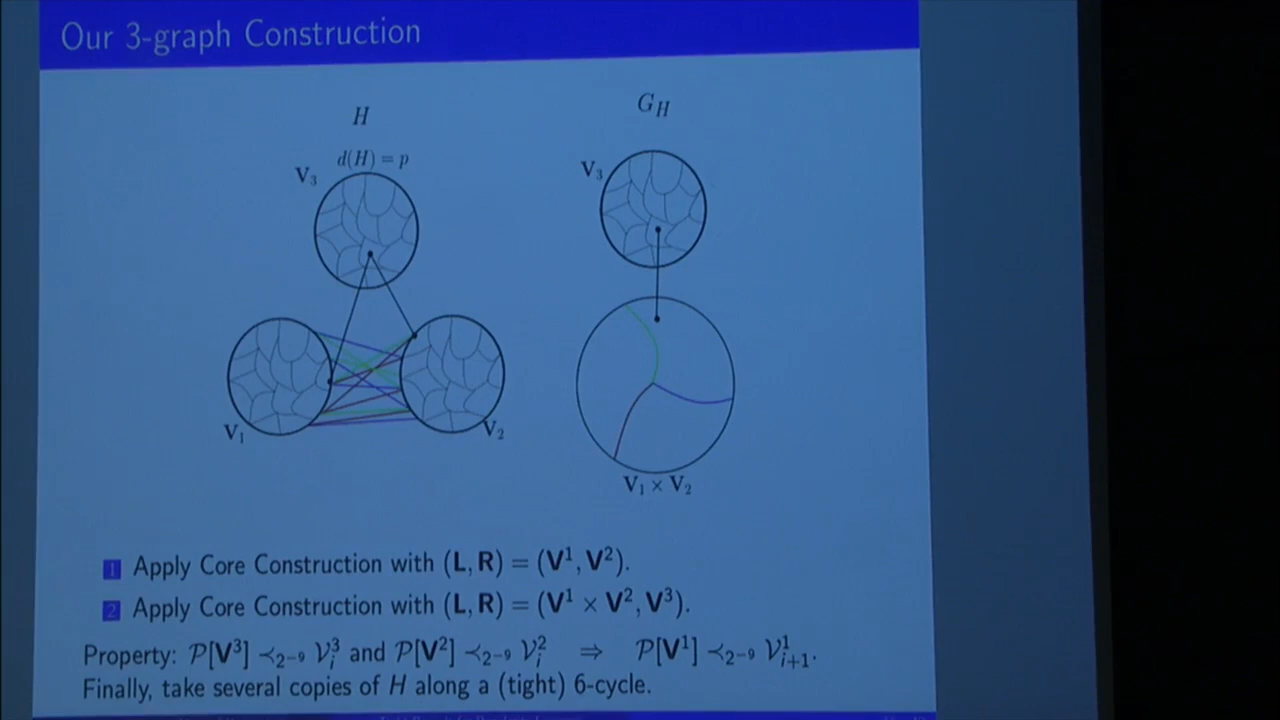 Our 3-graph Construction
H
G_H
d(H) = p
V₃
V₃
V₁
V₂
V₁ × V₂
1 Apply Core Construction with (L, R) = (V¹, V²).
2 Apply Core Construction with (L, R) = (V¹ × V², V³).
Property: 𝒫[V³] ≺₂₋₉ 𝒱ᵢ³ and 𝒫[V²] ≺₂₋₉ 𝒱ᵢ² ⇒ 𝒫[V¹] ≺₂₋₉ 𝒱ᵢ₊₁¹.
Finally, take several copies of H along a (tight) 6-cycle.